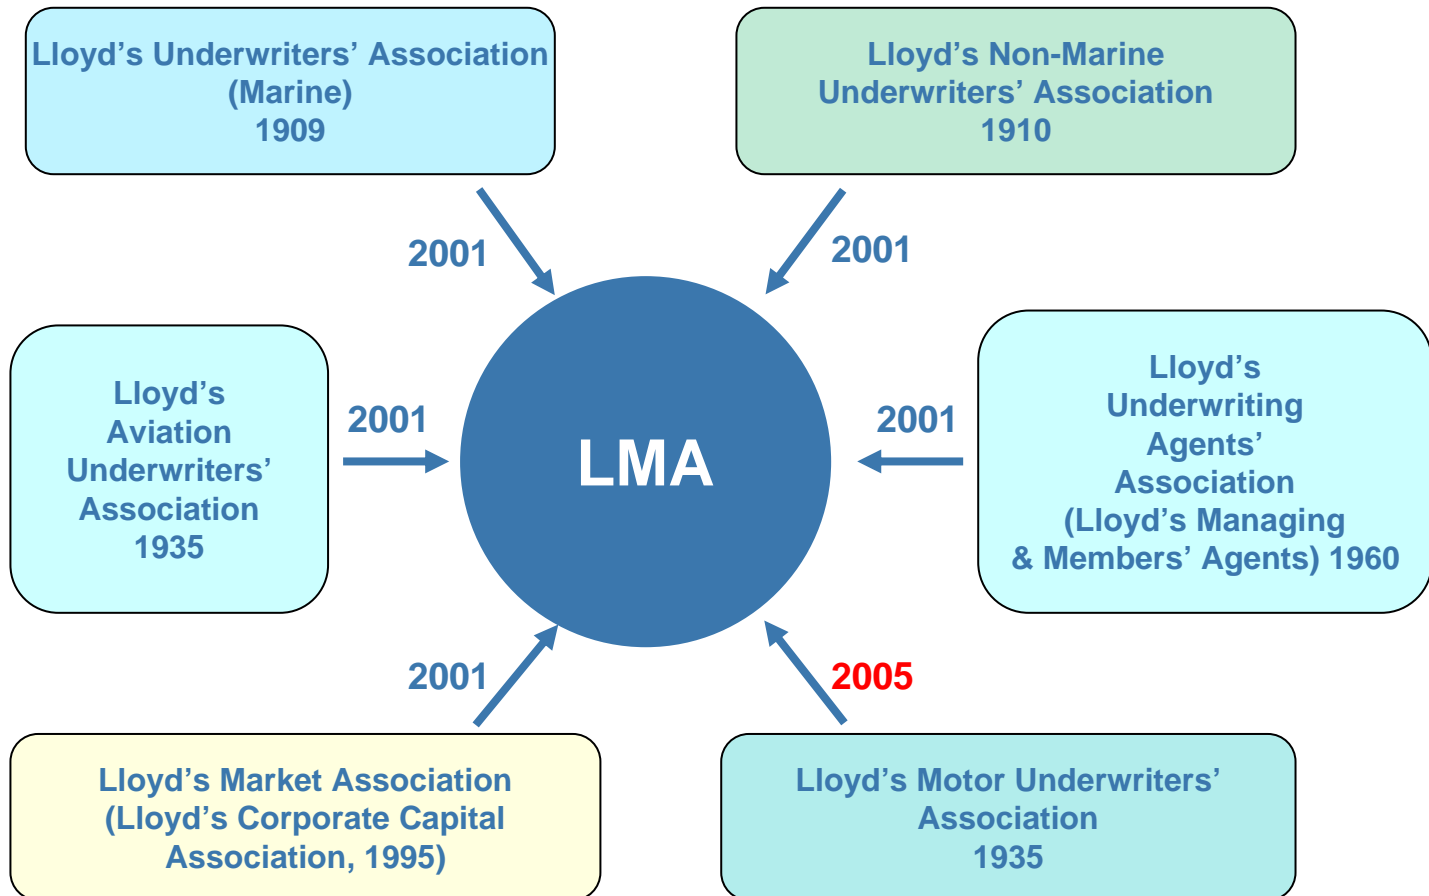 Lloyd’s Underwriters’ Association
(Marine)
1909
Lloyd’s Non-Marine
Underwriters’ Association
1910
2001
2001
Lloyd’s
Aviation
Underwriters’
Association
1935
2001
LMA
2001
Lloyd’s
Underwriting
Agents’
Association
(Lloyd’s Managing
& Members’ Agents) 1960
2001
2005
Lloyd’s Market Association
(Lloyd’s Corporate Capital
Association, 1995)
Lloyd’s Motor Underwriters’
Association
1935